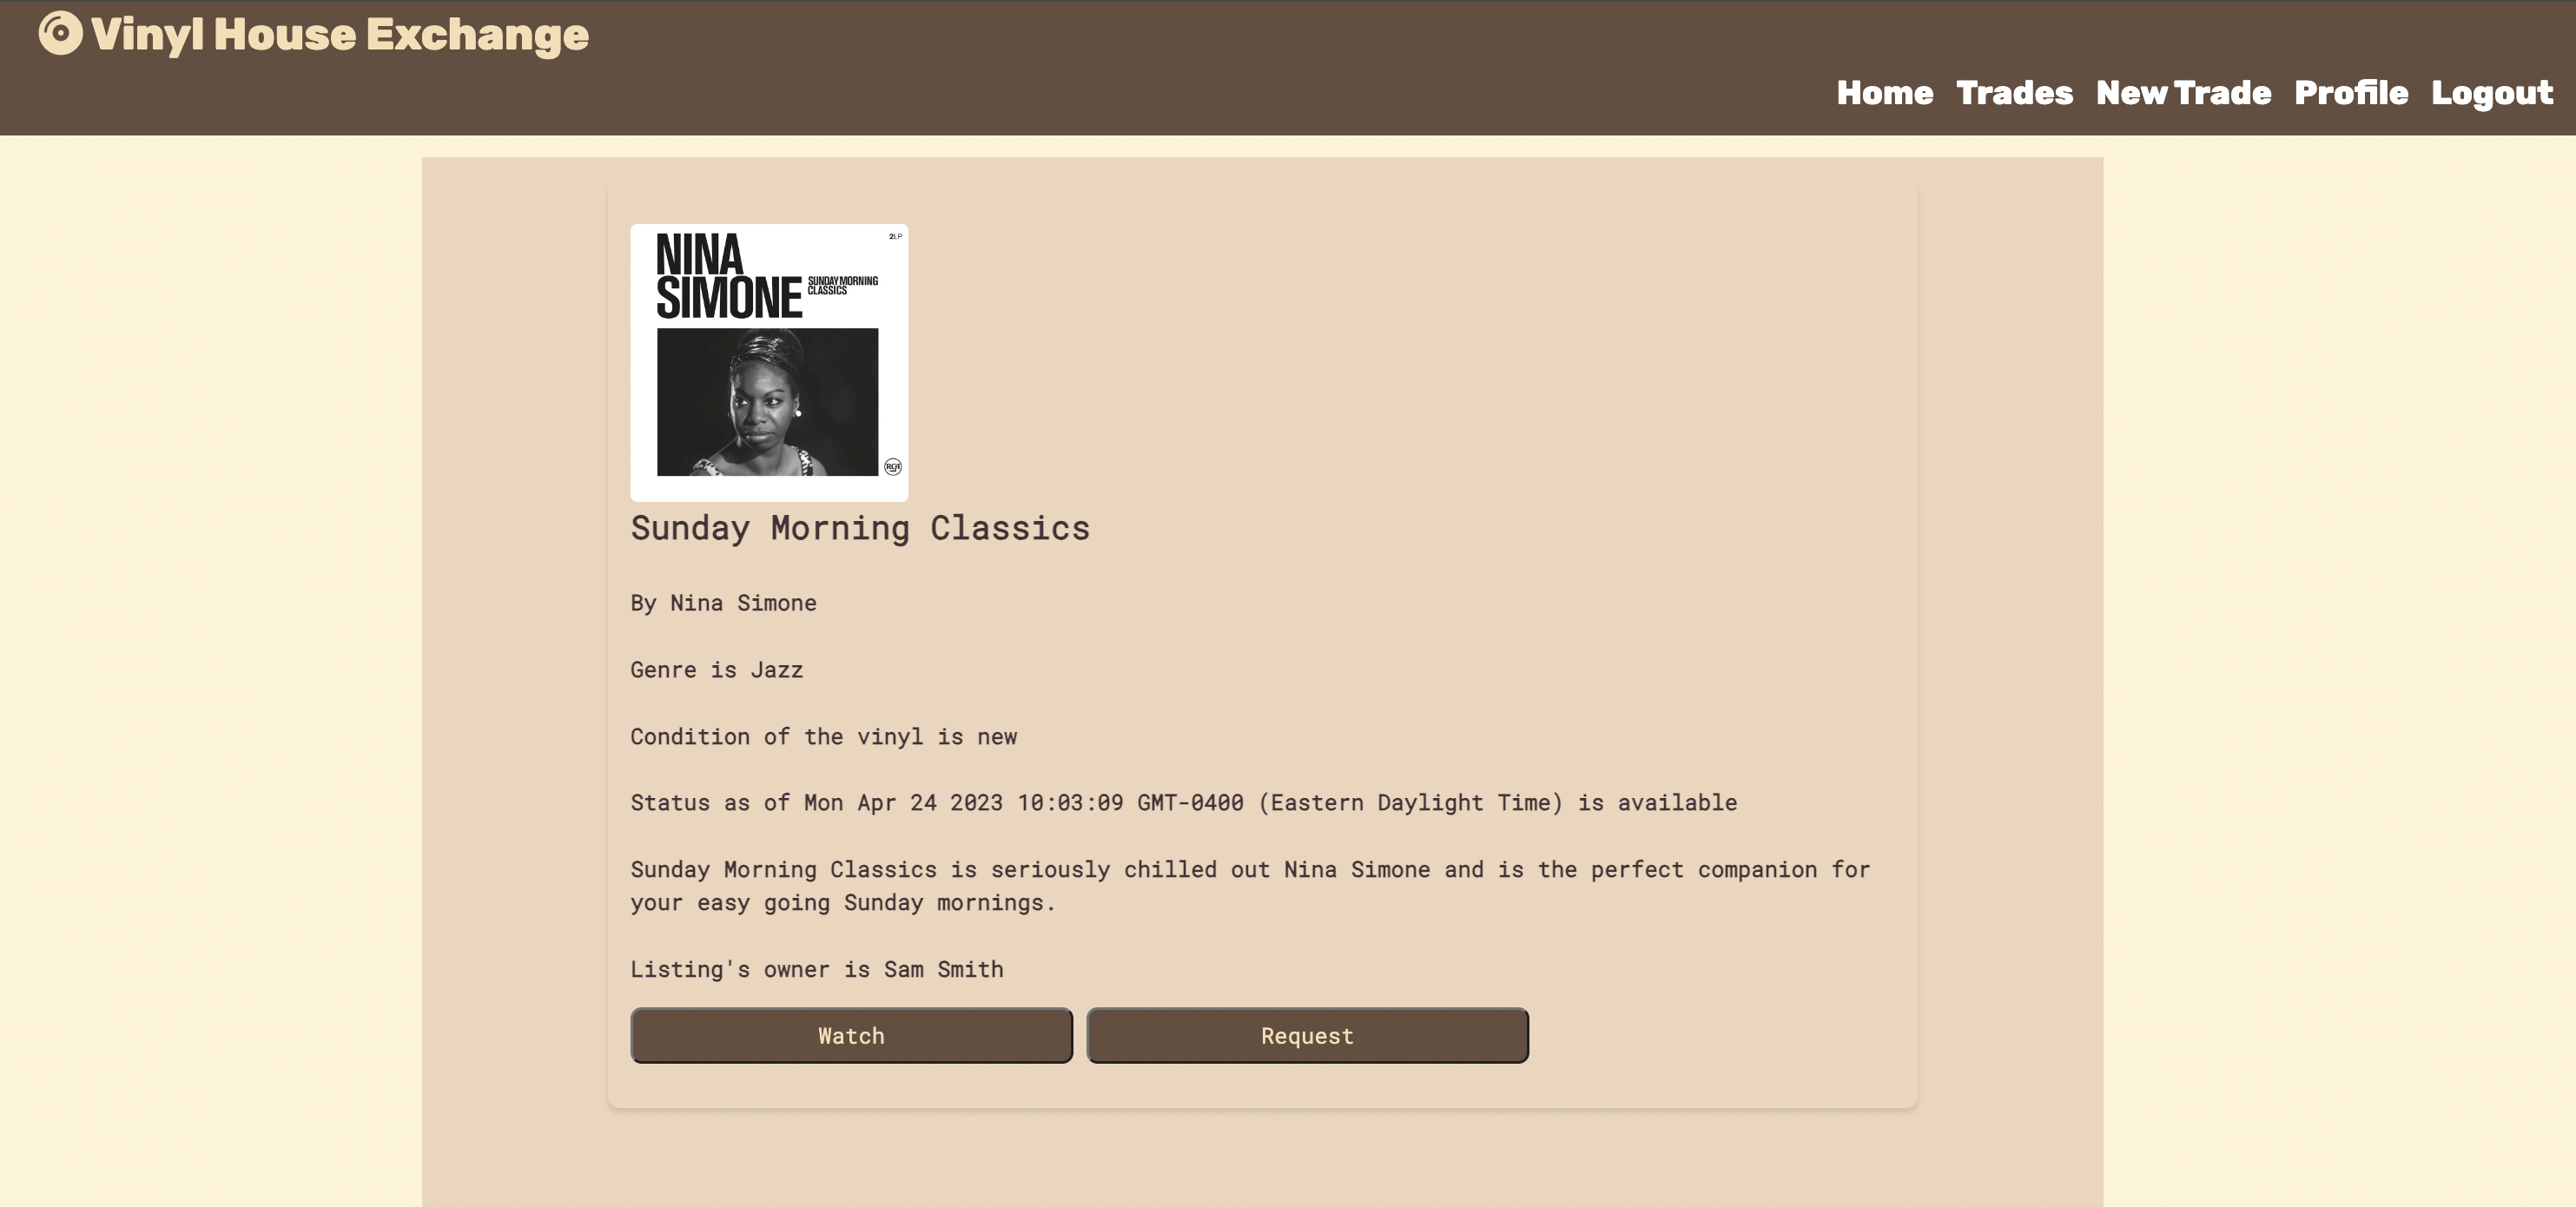 Vinyl House Exchange
Home Trades New Trade Profile Logout
NINA
SIMONE
SUNDAY MORNING
CLASSICS
2LP
RCA
Sunday Morning Classics
By Nina Simone
Genre is Jazz
Condition of the vinyl is new
Status as of Mon Apr 24 2023 10:03:09 GMT-0400 (Eastern Daylight Time) is available
Sunday Morning Classics is seriously chilled out Nina Simone and is the perfect companion for
your easy going Sunday mornings.
Listing's owner is Sam Smith
Watch Request